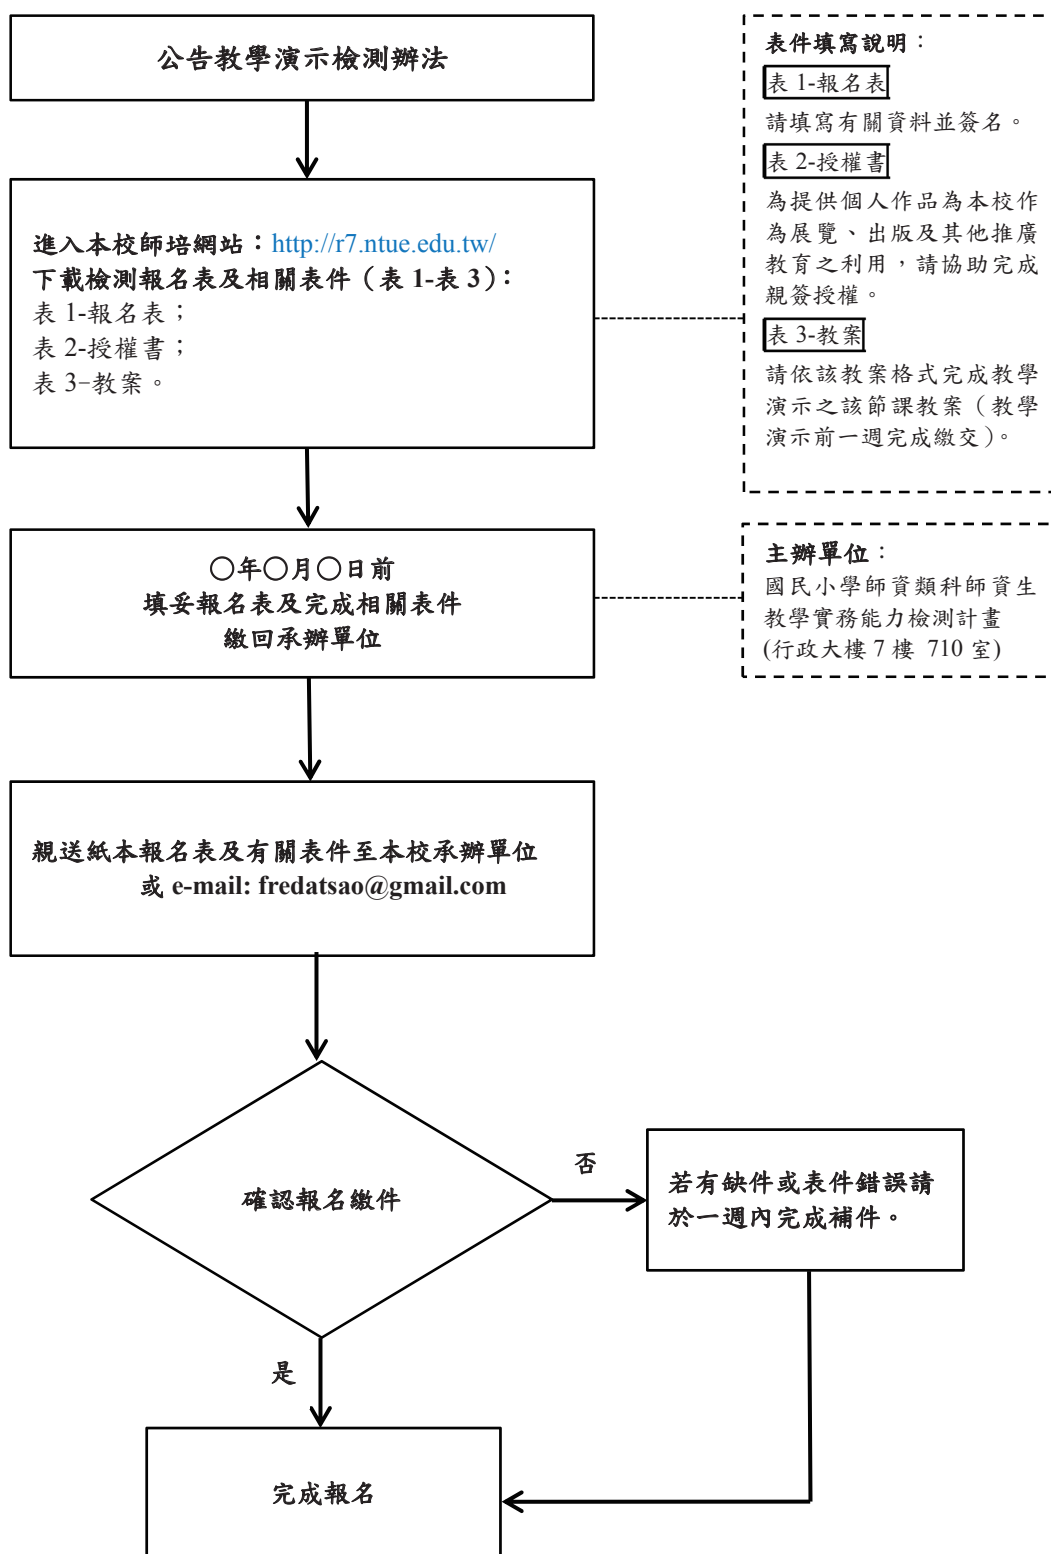 公告教學演示檢測辦法
進入本校師培網站：http://r7.ntue.edu.tw/
下載檢測報名表及相關表件（表 1-表 3）：
表 1-報名表；
表 2-授權書；
表 3–教案。
表件填寫說明：
表 1-報名表
請填寫有關資料並簽名。
表 2-授權書
為提供個人作品為本校作
為展覽、出版及其他推廣
教育之利用，請協助完成
親簽授權。
表 3-教案
請依該教案格式完成教學
演示之該節課教案（教學
演示前一週完成繳交）。
○年○月○日前
填妥報名表及完成相關表件
繳回承辦單位
主辦單位：
國民小學師資類科師資生
教學實務能力檢測計畫
(行政大樓 7 樓 710 室)
親送紙本報名表及有關表件至本校承辦單位
或 e-mail: fredatsao@gmail.com
確認報名繳件
否
若有缺件或表件錯誤請
於一週內完成補件。
是
完成報名